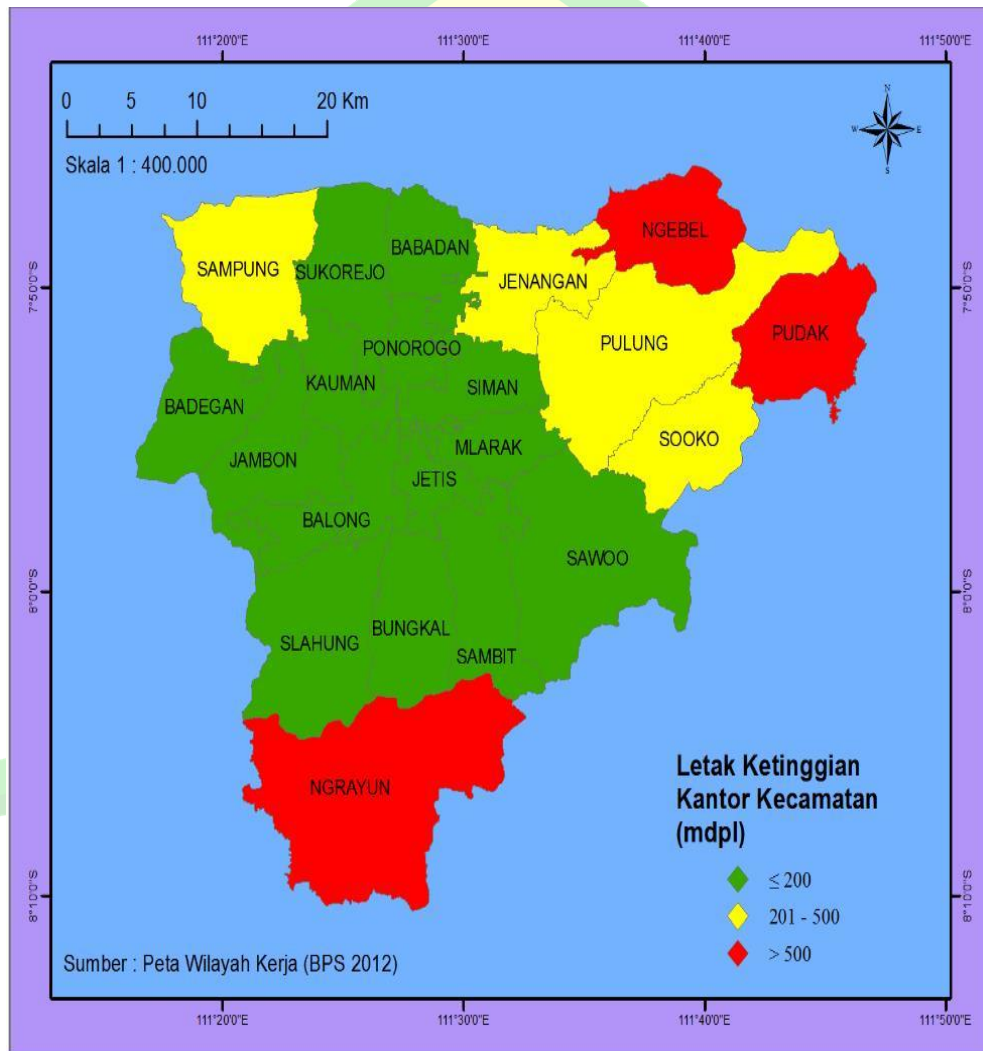 111°20'0"E 111°30'0"E 111°40'0"E 111°50'0"E
0 5 10 20 Km
Skala 1 : 400.000
N
W E
S
NGEBEL
BABADAN
SAMPUNG SUKOREJO JENANGAN
7°50'0"S 7°50'0"S
PUDAK
PULUNG
PONOROGO
KAUMAN SIMAN
BADEGAN
SOOKO
MLARAK
JAMBON
JETIS
BALONG
SAWOO
8°0'0"S 8°0'0"S
BUNGKAL
SLAHUNG
SAMBIT
NGRAYUN
Letak Ketinggian
Kantor Kecamatan
(mdpl)
≤ 200
201 - 500
> 500
8°10'0"S 8°10'0"S
Sumber : Peta Wilayah Kerja (BPS 2012)
111°20'0"E 111°30'0"E 111°40'0"E 111°50'0"E